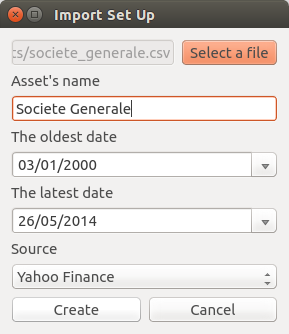 Import Set Up
ts/societe_generale.csv Select a file
Asset's name
Societe Generale
The oldest date
03/01/2000
The latest date
26/05/2014
Source
Yahoo Finance
Create Cancel